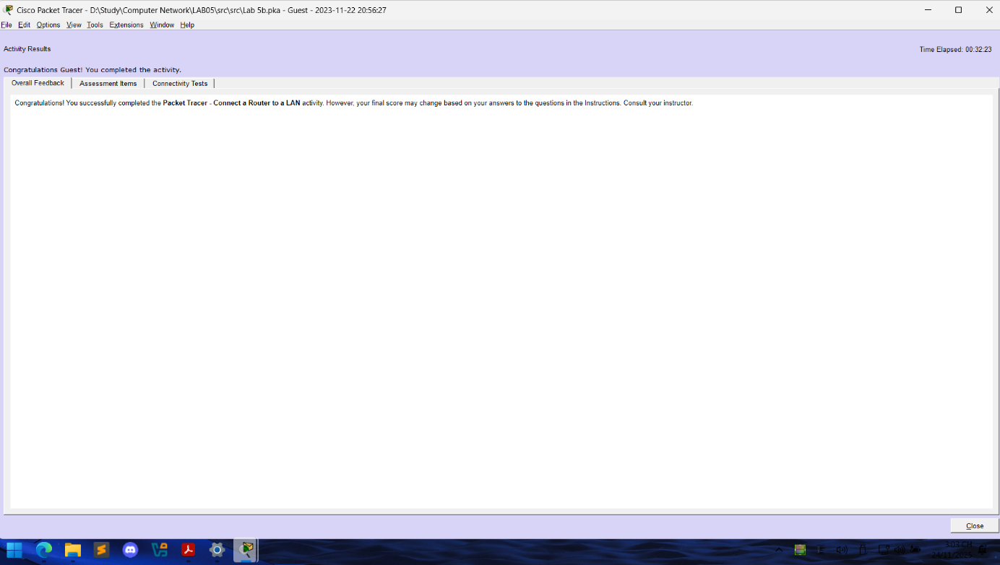 Cisco Packet Tracer - D:\Study\Computer Network\LAB05\src\src\Lab 5b.pka - Guest - 2023-11-22 20:56:27
File Edit Options View Tools Extensions Window Help
Activity Results
Time Elapsed: 00:32:23
Congratulations Guest! You completed the activity.
Overall Feedback Assessment Items Connectivity Tests
Congratulations! You successfully completed the Packet Tracer - Connect a Router to a LAN activity. However, your final score may change based on your answers to the questions in the Instructions. Consult your instructor.
Close
3:03 CH